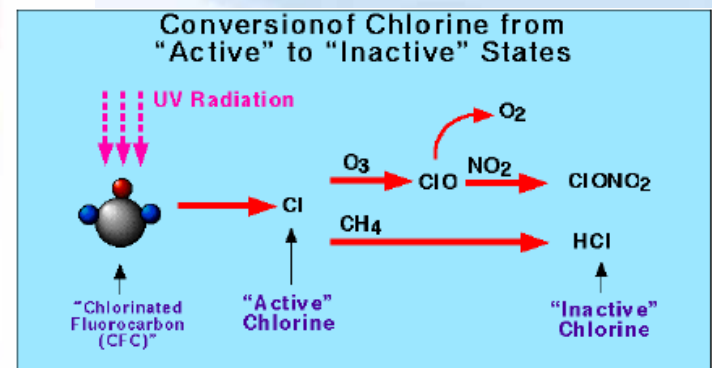 Conversionof Chlorine from
“Active” to “Inactive” States
UV Radiation
O2
O3
ClO
NO2
ClONO2
Cl
CH4
HCl
“Chlorinated
Fluorocarbon
(CFC)”
“Active”
Chlorine
“Inactive”
Chlorine